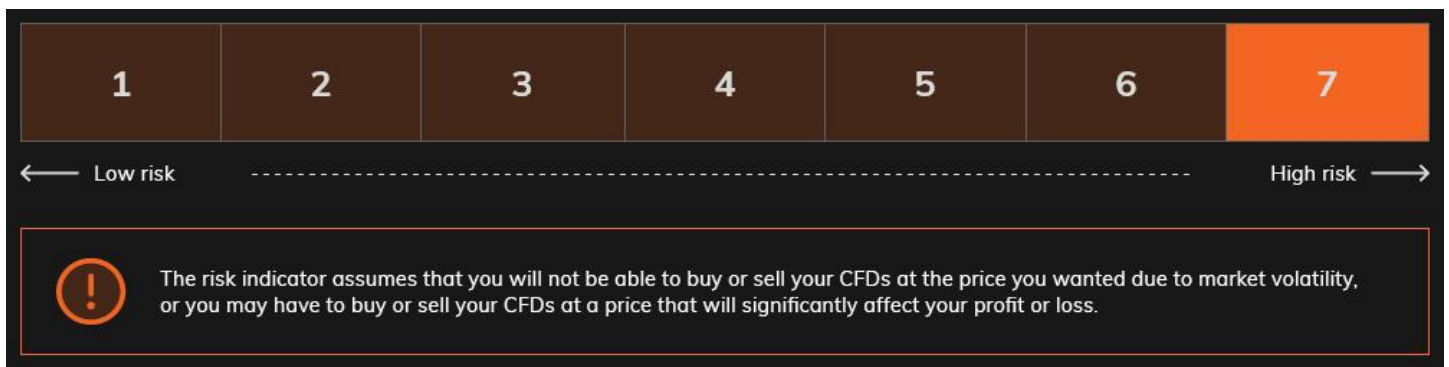 1 2 3 4 5 6 7
Low risk High risk
The risk indicator assumes that you will not be able to buy or sell your CFDs at the price you wanted due to market volatility,
or you may have to buy or sell your CFDs at a price that will significantly affect your profit or loss.